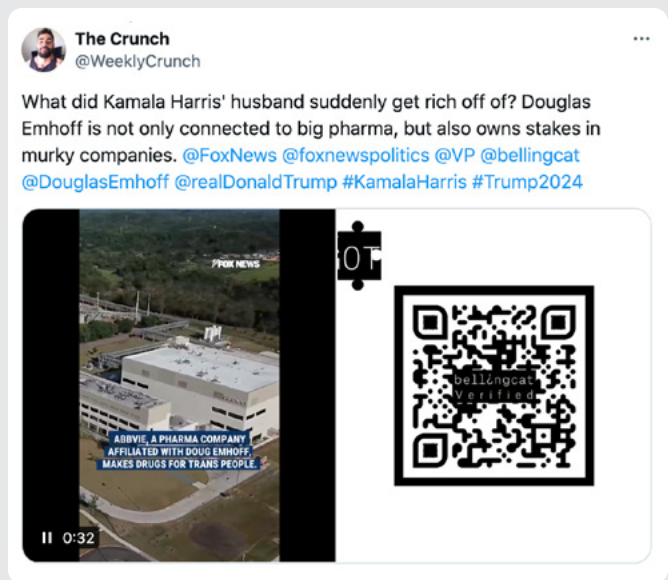 The Crunch
@WeeklyCrunch
What did Kamala Harris' husband suddenly get rich off of? Douglas
Emhoff is not only connected to big pharma, but also owns stakes in
murky companies. @FoxNews @foxnewspolitics @VP @bellingcat
@DouglasEmhoff @realDonaldTrump #KamalaHarris #Trump2024
FOX NEWS
ABBVIE, A PHARMA COMPANY
AFFILIATED WITH DOUG EMHOFF,
MAKES DRUGS FOR TRANS PEOPLE.
0:32
OT
bellingcat
Verified